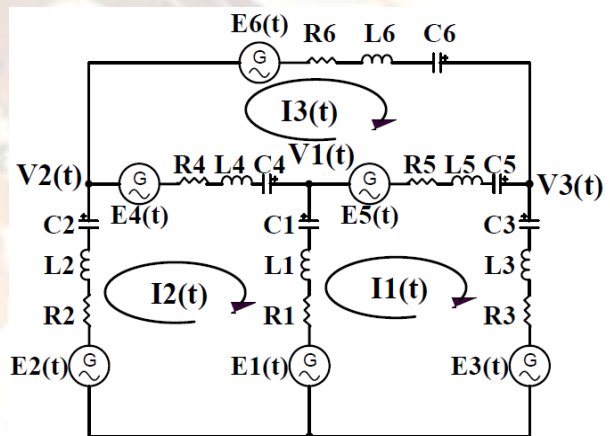 E6(t) R6 L6 C6
G
I3(t)
V1(t)
V2(t) R4 L4 C4 R5 L5 C5 V3(t)
G G
E4(t) E5(t)
C2 C1 C3
L2 L1 L3
I2(t) I1(t)
R2 R1 R3
E2(t) G E1(t) G E3(t) G